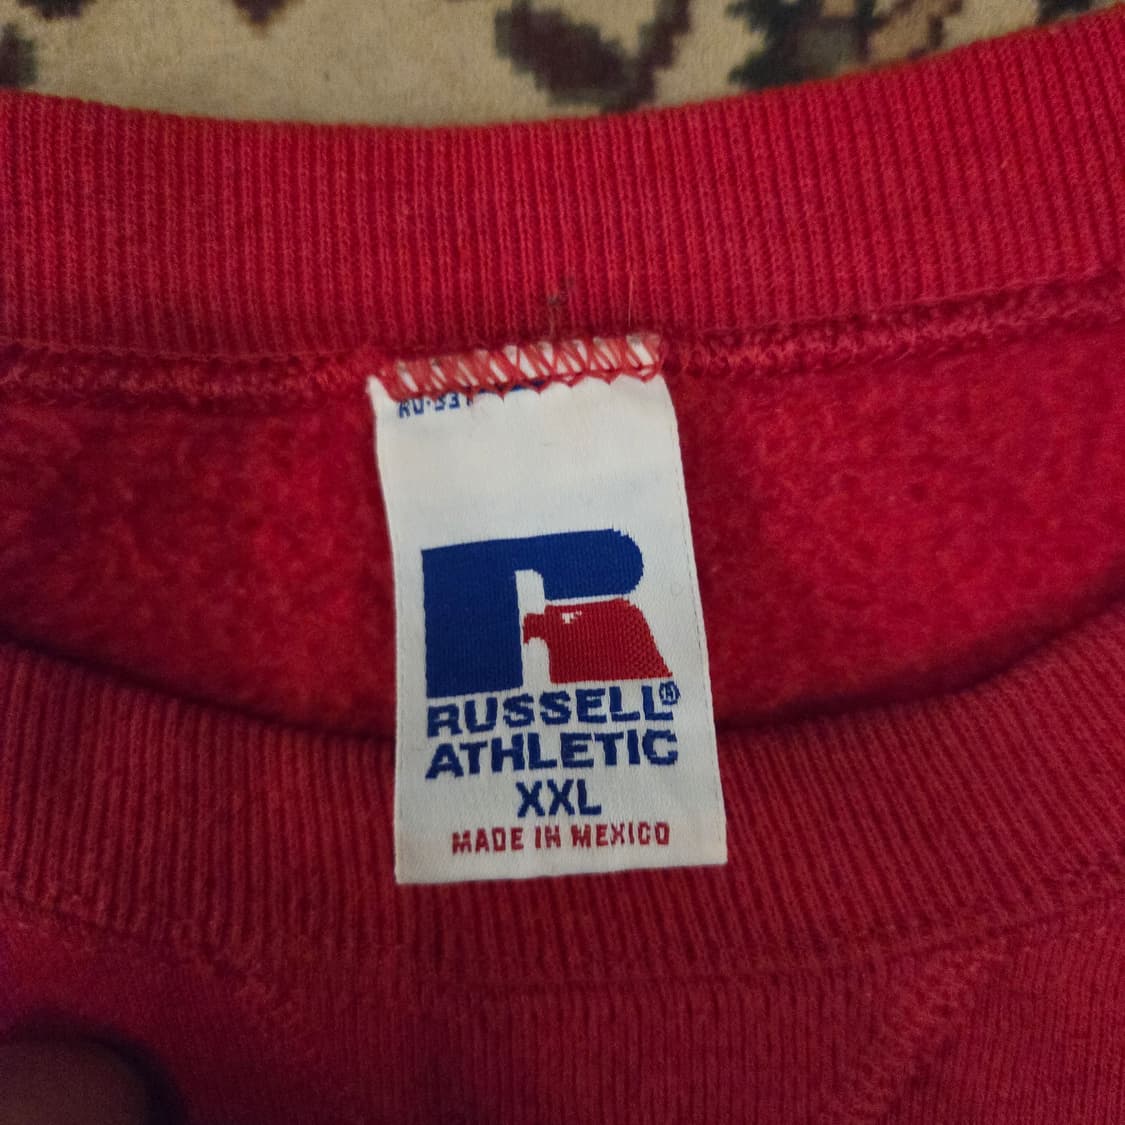 RUSSELL®
ATHLETIC
XXL
MADE IN MEXICO